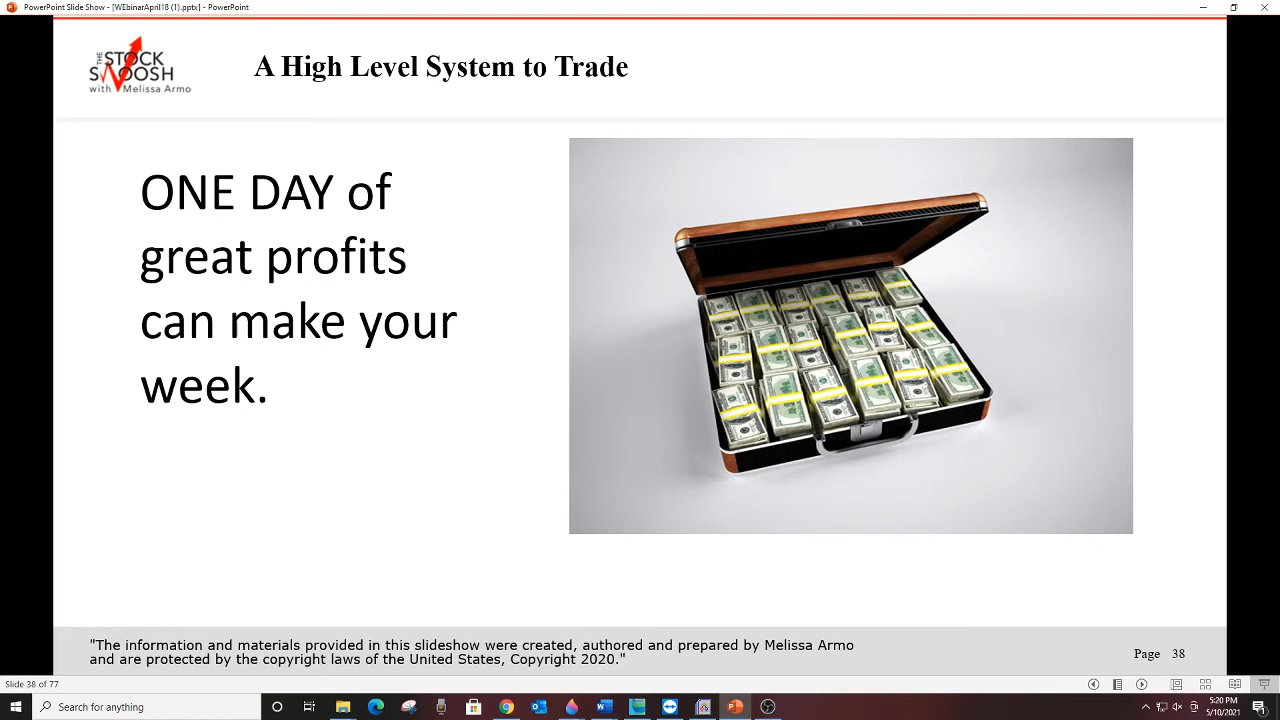 PowerPoint Slide Show - [WEbinarApril18 (1).pptx] - PowerPoint
THE
STOCK
SWOOSH
with Melissa Armo
A High Level System to Trade
ONE DAY of
great profits
can make your
week.
"The information and materials provided in this slideshow were created, authored and prepared by Melissa Armo
and are protected by the copyright laws of the United States, Copyright 2020."
Page 38
Slide 38 of 77
Search for anything
5:20 PM
5/10/2021